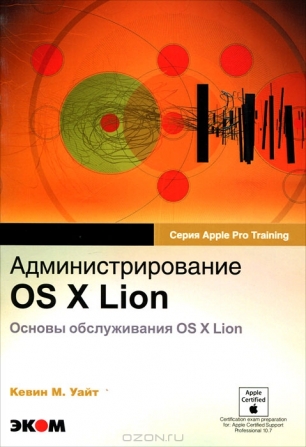 Серия Apple Pro Training
Администрирование
OS X Lion
Основы обслуживания OS X Lion
Кевин М. Уайт
Apple
Certified
Certification exam preparation
for: Apple Certified Support
Professional 10.7
ЭКОМ
ozon.ru